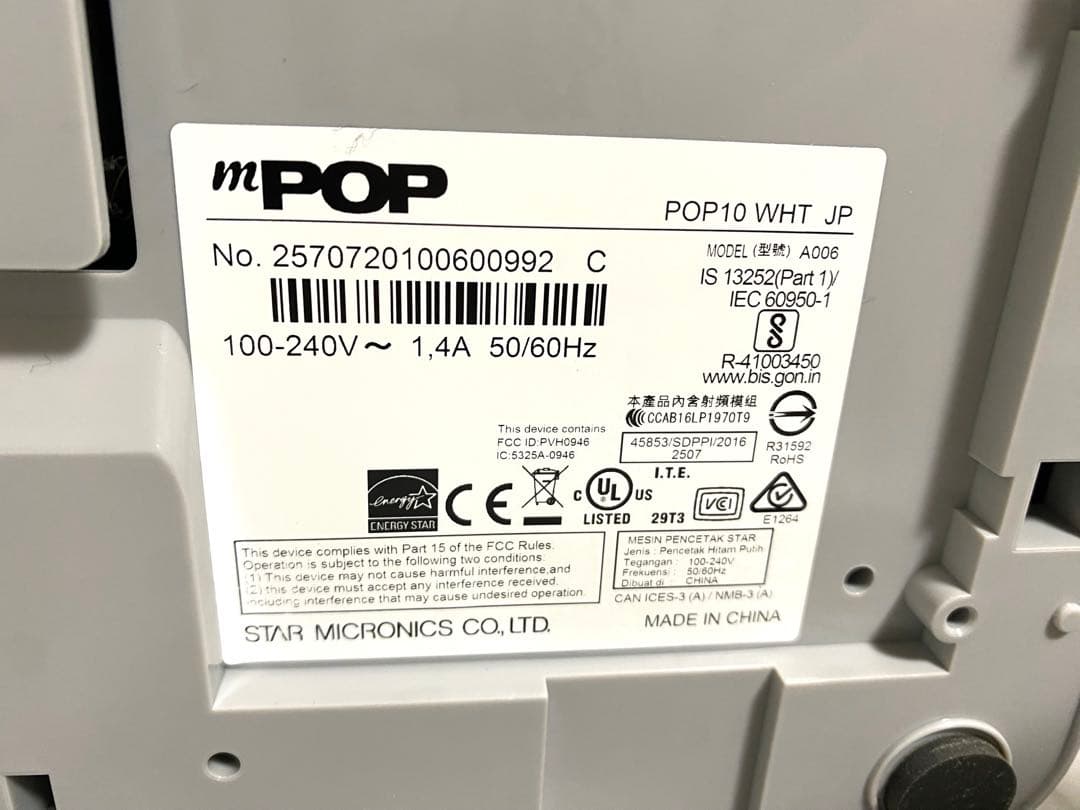 mPOP
POP10 WHT JP
No. 2570720100600992 C
MODEL (型號) A006
IS 13252(Part 1)/
IEC 60950-1
100-240V～ 1,4A 50/60Hz
R-41003450
www.bis.gon.in
本產品內含射頻模組
CCAB16LP1970T9
This device contains
FCC ID:PVH0946
IC:5325A-0946
45853/SDPPI/2016
2507
R31592
RoHS
I.T.E.
energy
ENERGY STAR
CE
C UL US
LISTED 29T3
VCI
E1264
This device complies with Part 15 of the FCC Rules.
Operation is subject to the following two conditions.
(1) This device may not cause harmful interference,and
(2) this device must accept any interference received.
including interference that may cause undesired operation.
MESIN PENCETAK STAR
Jenis : Pencetak Hitam Putih
Tegangan : 100-240V
Frekuensi : 50/60Hz
Dibuat di : CHINA
CAN ICES-3 (A) / NMB-3 (A)
STAR MICRONICS CO., LTD.
MADE IN CHINA